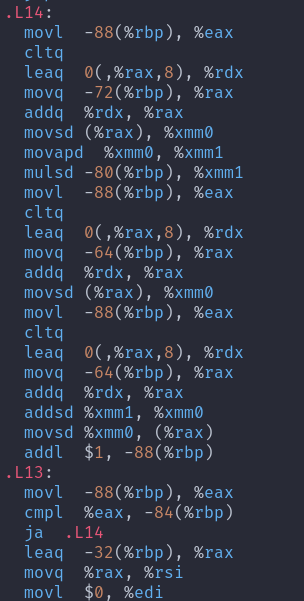 .L14:
movl -88(%rbp), %eax
cltq
leaq 0(,%rax,8), %rdx
movq -72(%rbp), %rax
addq %rdx, %rax
movsd (%rax), %xmm0
movapd %xmm0, %xmm1
mulsd -80(%rbp), %xmm1
movl -88(%rbp), %eax
cltq
leaq 0(,%rax,8), %rdx
movq -64(%rbp), %rax
addq %rdx, %rax
movsd (%rax), %xmm0
movl -88(%rbp), %eax
cltq
leaq 0(,%rax,8), %rdx
movq -64(%rbp), %rax
addq %rdx, %rax
addsd %xmm1, %xmm0
movsd %xmm0, (%rax)
addl $1, -88(%rbp)
.L13:
movl -88(%rbp), %eax
cmpl %eax, -84(%rbp)
ja .L14
leaq -32(%rbp), %rax
movq %rax, %rsi
movl $0, %edi